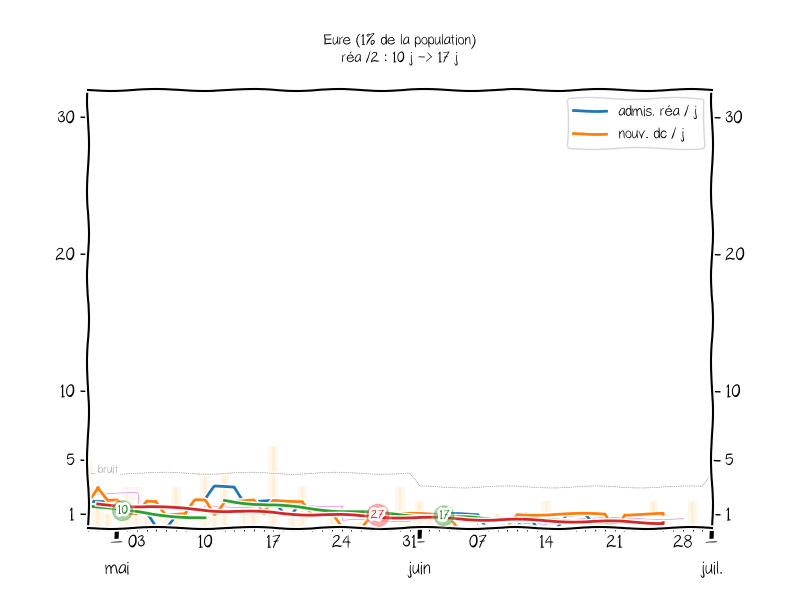 Eure (1% de la population)
réa /2 : 10 j -> 17 j
admis. réa / j
nouv. dc / j
30
30
20
20
10
10
5
5
bruit
1
1
10
27
17
03
10
17
24
31
07
14
21
28
mai
juin
juil.